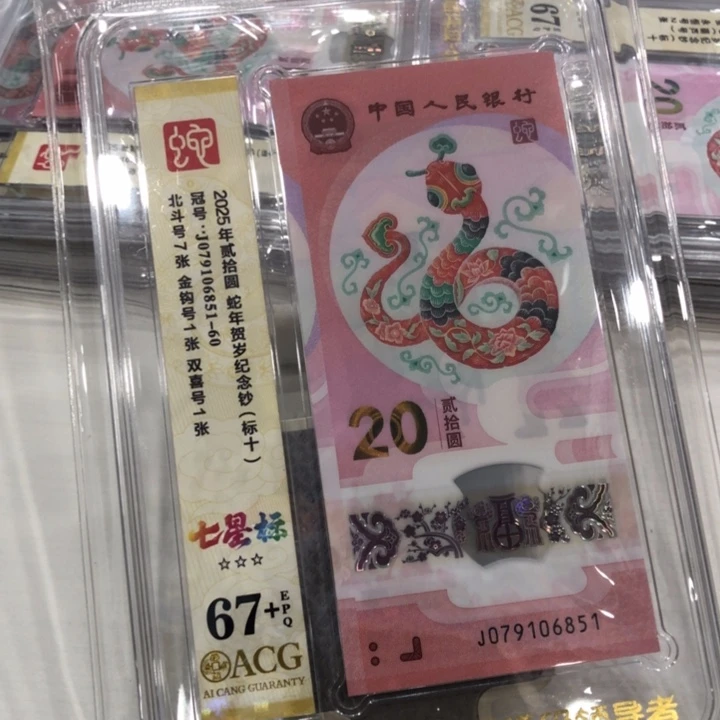 蛇
2025年贰拾圆 蛇年贺岁纪念钞(标十)
冠号:J079106851-60
北斗号7张 金钩号1张 双喜号1张
七星标
☆☆☆
67+EPQ
ACG
AI CANG GUARANTY
中国人民银行
20
贰拾圆
J079106851
ACG
67
20